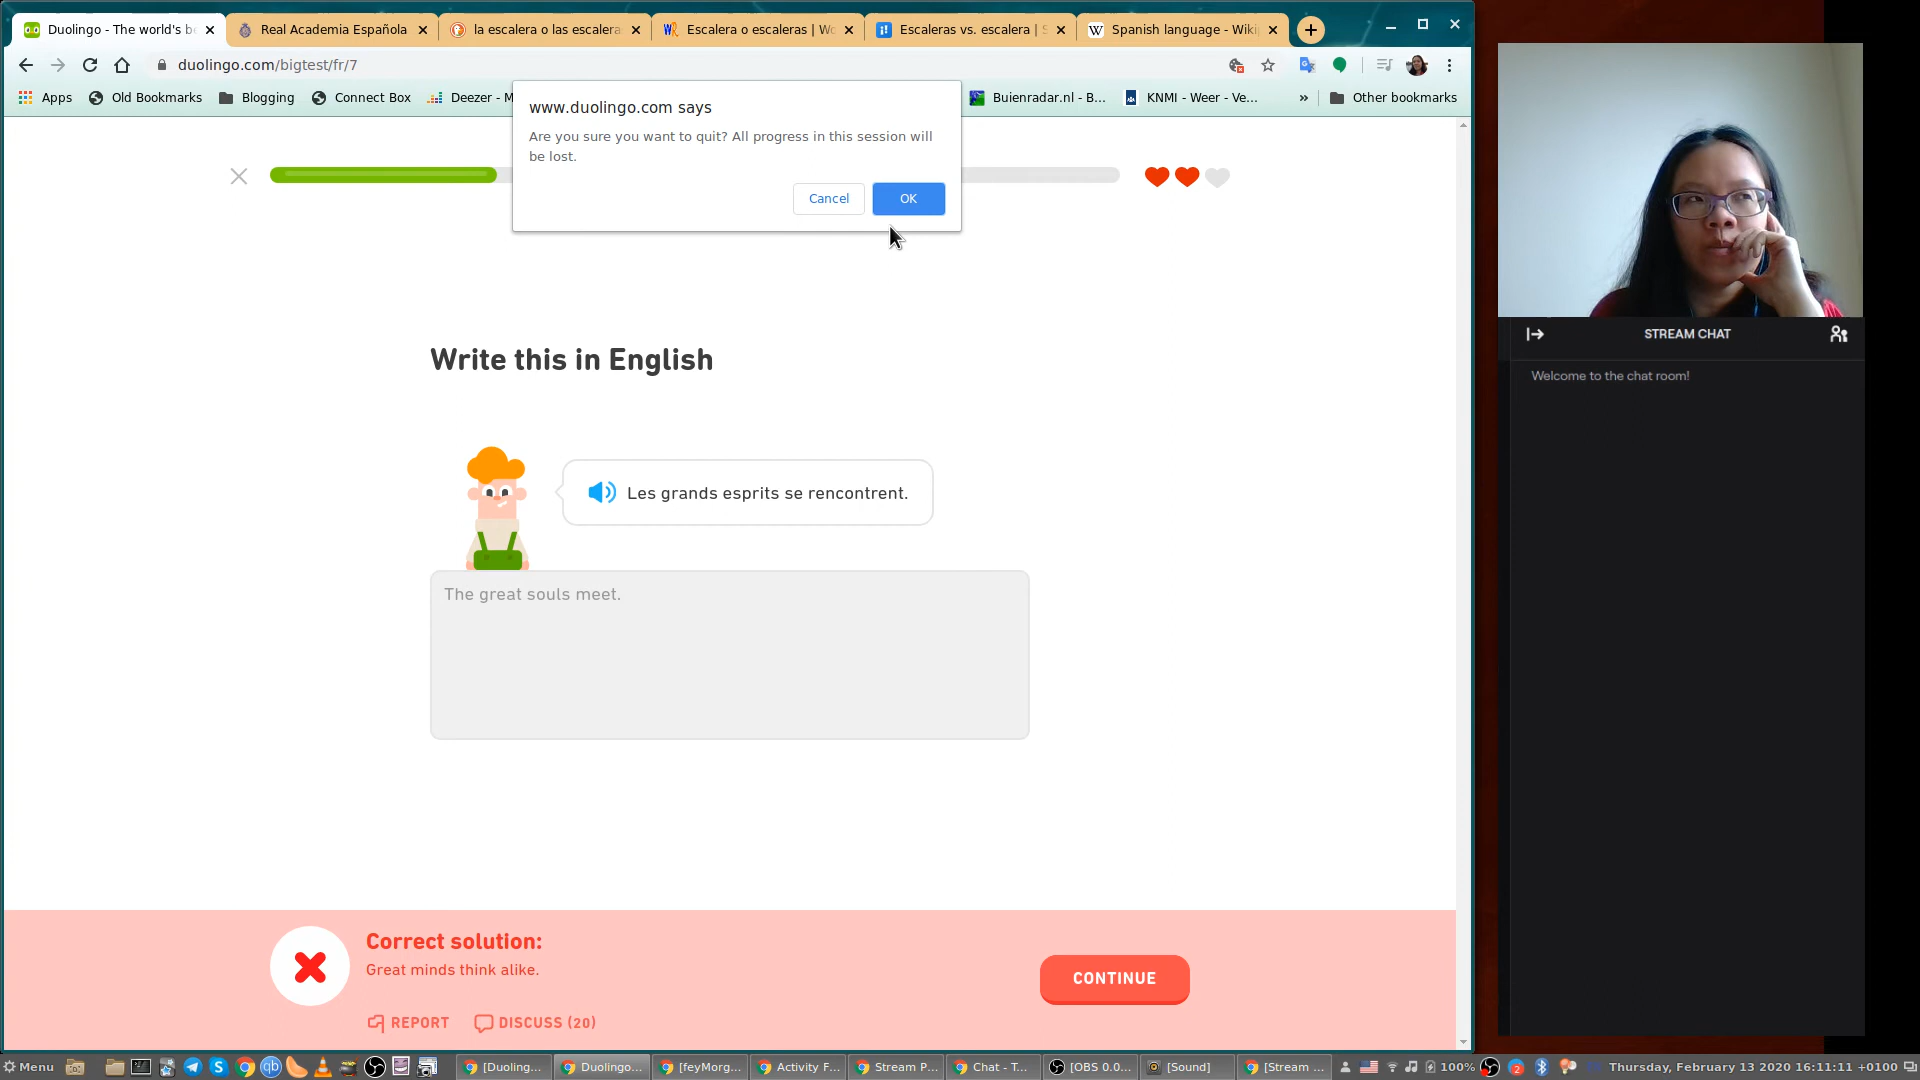 Duolingo - The world's b
Real Academia Española
la escalera o las escalera
Escalera o escaleras | Wo
Escaleras vs. escalera | S
Spanish language - Wiki
duolingo.com/bigtest/fr/7
Apps
Old Bookmarks
Blogging
Connect Box
Deezer - M
Buienradar.nl - B...
KNMI - Weer - Ve...
»
Other bookmarks
www.duolingo.com says
Are you sure you want to quit? All progress in this session will
be lost.
Cancel
OK
Write this in English
Les grands esprits se rencontrent.
The great souls meet.
Correct solution:
Great minds think alike.
REPORT
DISCUSS (20)
CONTINUE
STREAM CHAT
Welcome to the chat room!
Menu
[Duoling...
Duolingo...
[feyMorg...
Activity F...
Stream P...
Chat - T...
[OBS 0.0...
[Sound]
[Stream ...
100%
2
Thursday, February 13 2020 16:11:11 +0100